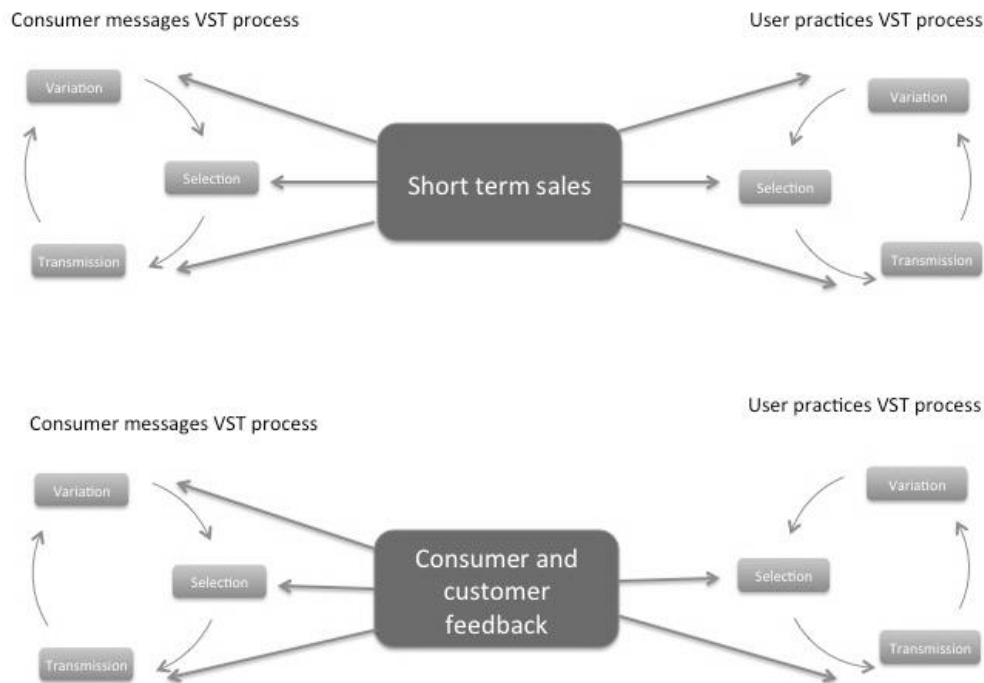 Consumer messages VST process
User practices VST process
Variation
Selection
Transmission
Short term sales
Variation
Selection
Transmission
Consumer messages VST process
User practices VST process
Variation
Selection
Transmission
Consumer and
customer
feedback
Variation
Selection
Transmission